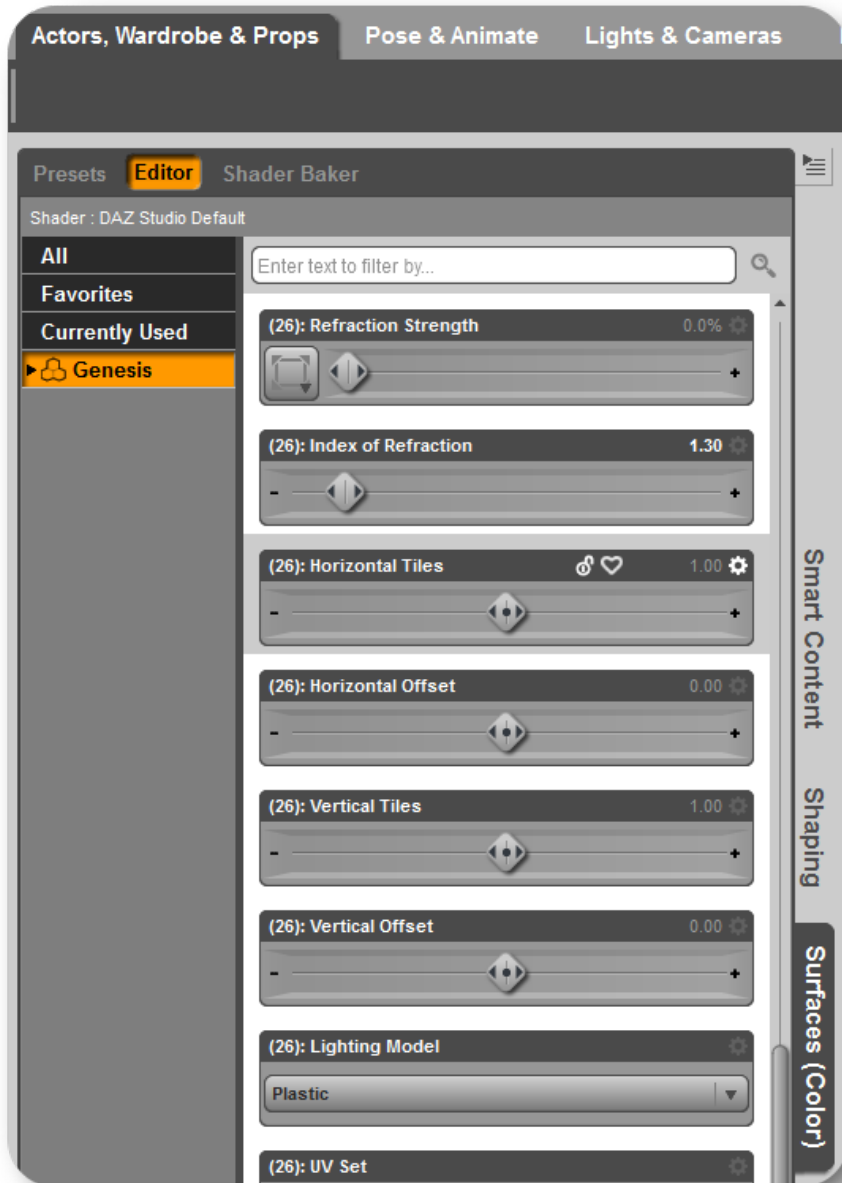 Actors, Wardrobe & Props Pose & Animate Lights & Cameras
Presets Editor Shader Baker
Shader : DAZ Studio Default
All
Favorites
Currently Used
Genesis
Enter text to filter by...
(26): Refraction Strength 0.0%
+
(26): Index of Refraction 1.30
- +
(26): Horizontal Tiles 1.00
- +
(26): Horizontal Offset 0.00
- +
(26): Vertical Tiles 1.00
- +
(26): Vertical Offset 0.00
- +
(26): Lighting Model
Plastic
(26): UV Set
Smart Content
Shaping
Surfaces (Color)